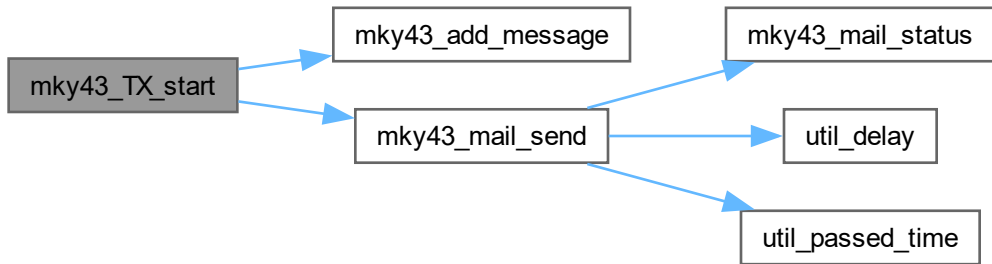 mky43_TX_start
mky43_add_message
mky43_mail_send
mky43_mail_status
util_delay
util_passed_time